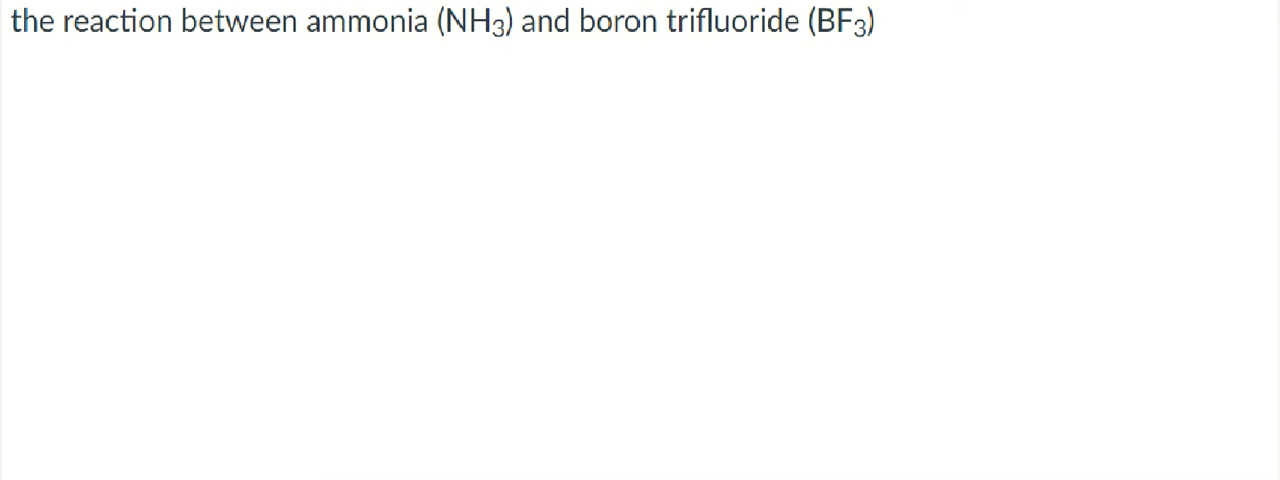 the reaction between ammonia (NH₃) and boron trifluoride (BF₃)